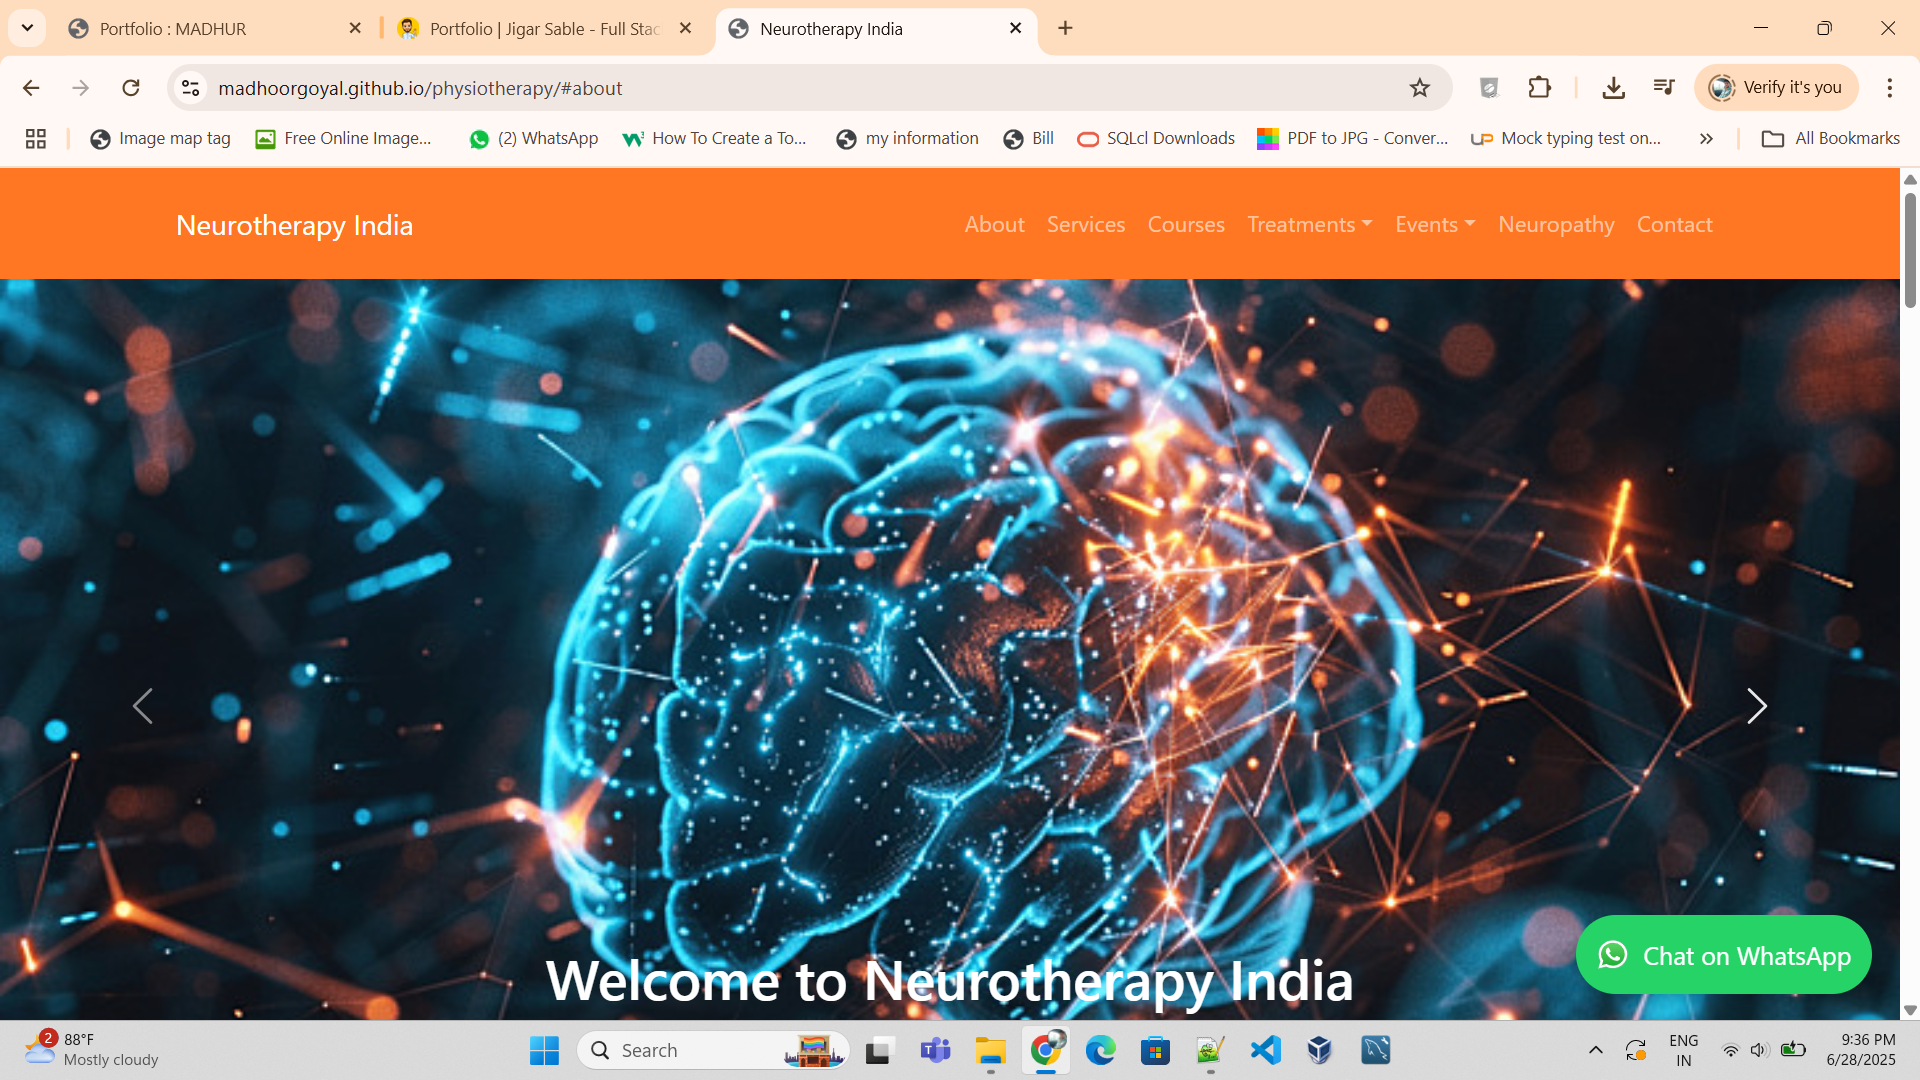 Portfolio : MADHUR
Portfolio | Jigar Sable - Full Stac
Neurotherapy India
madhoorgoyal.github.io/physiotherapy/#about
Verify it's you
Image map tag
Free Online Image...
(2) WhatsApp
How To Create a To...
my information
Bill
SQLcl Downloads
PDF to JPG - Conver...
Mock typing test on...
All Bookmarks
Neurotherapy India
About Services Courses Treatments Events Neuropathy Contact
Welcome to Neurotherapy India
Chat on WhatsApp
2
88°F
Mostly cloudy
Search
ENG
IN
9:36 PM
6/28/2025